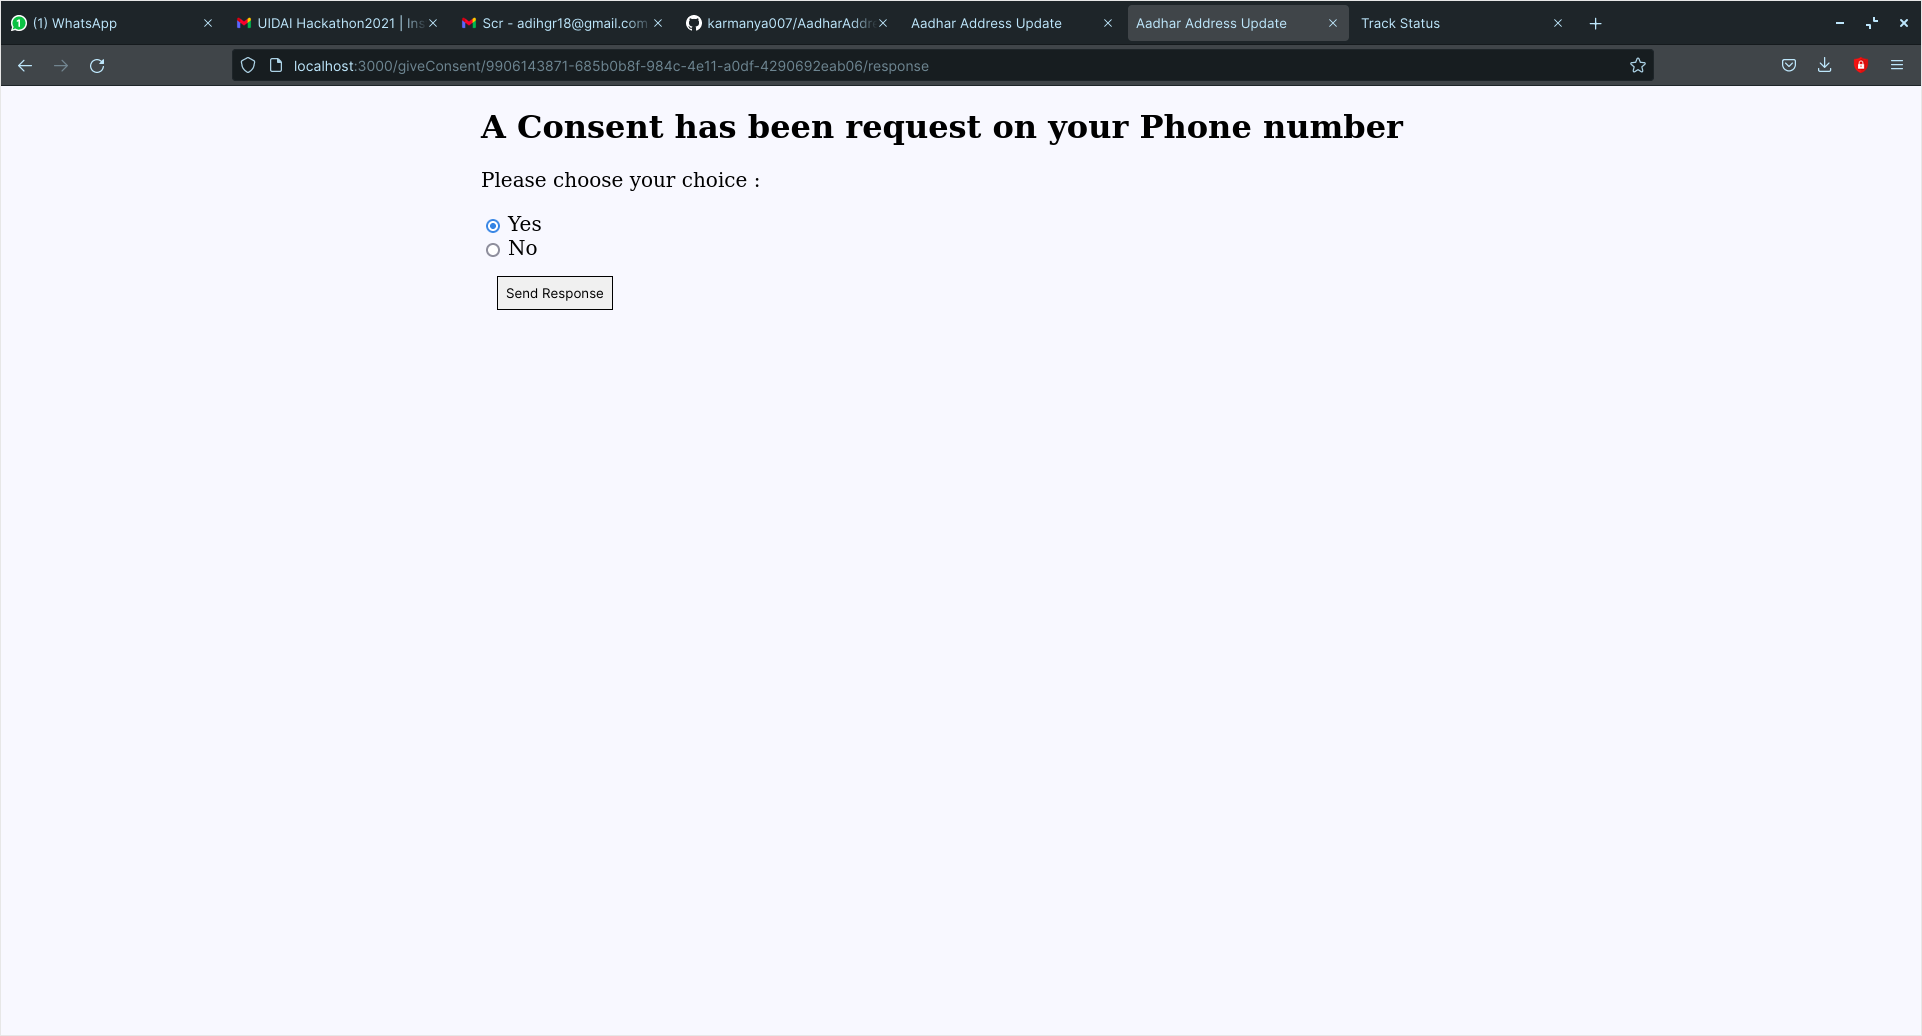 1 (1) WhatsApp
UIDAI Hackathon2021 | Ins
Scr - adihgr18@gmail.com
karmanya007/AadharAddr
Aadhar Address Update
Aadhar Address Update
Track Status
localhost:3000/giveConsent/9906143871-685b0b8f-984c-4e11-a0df-4290692eab06/response
A Consent has been request on your Phone number
Please choose your choice :
Yes
No
Send Response